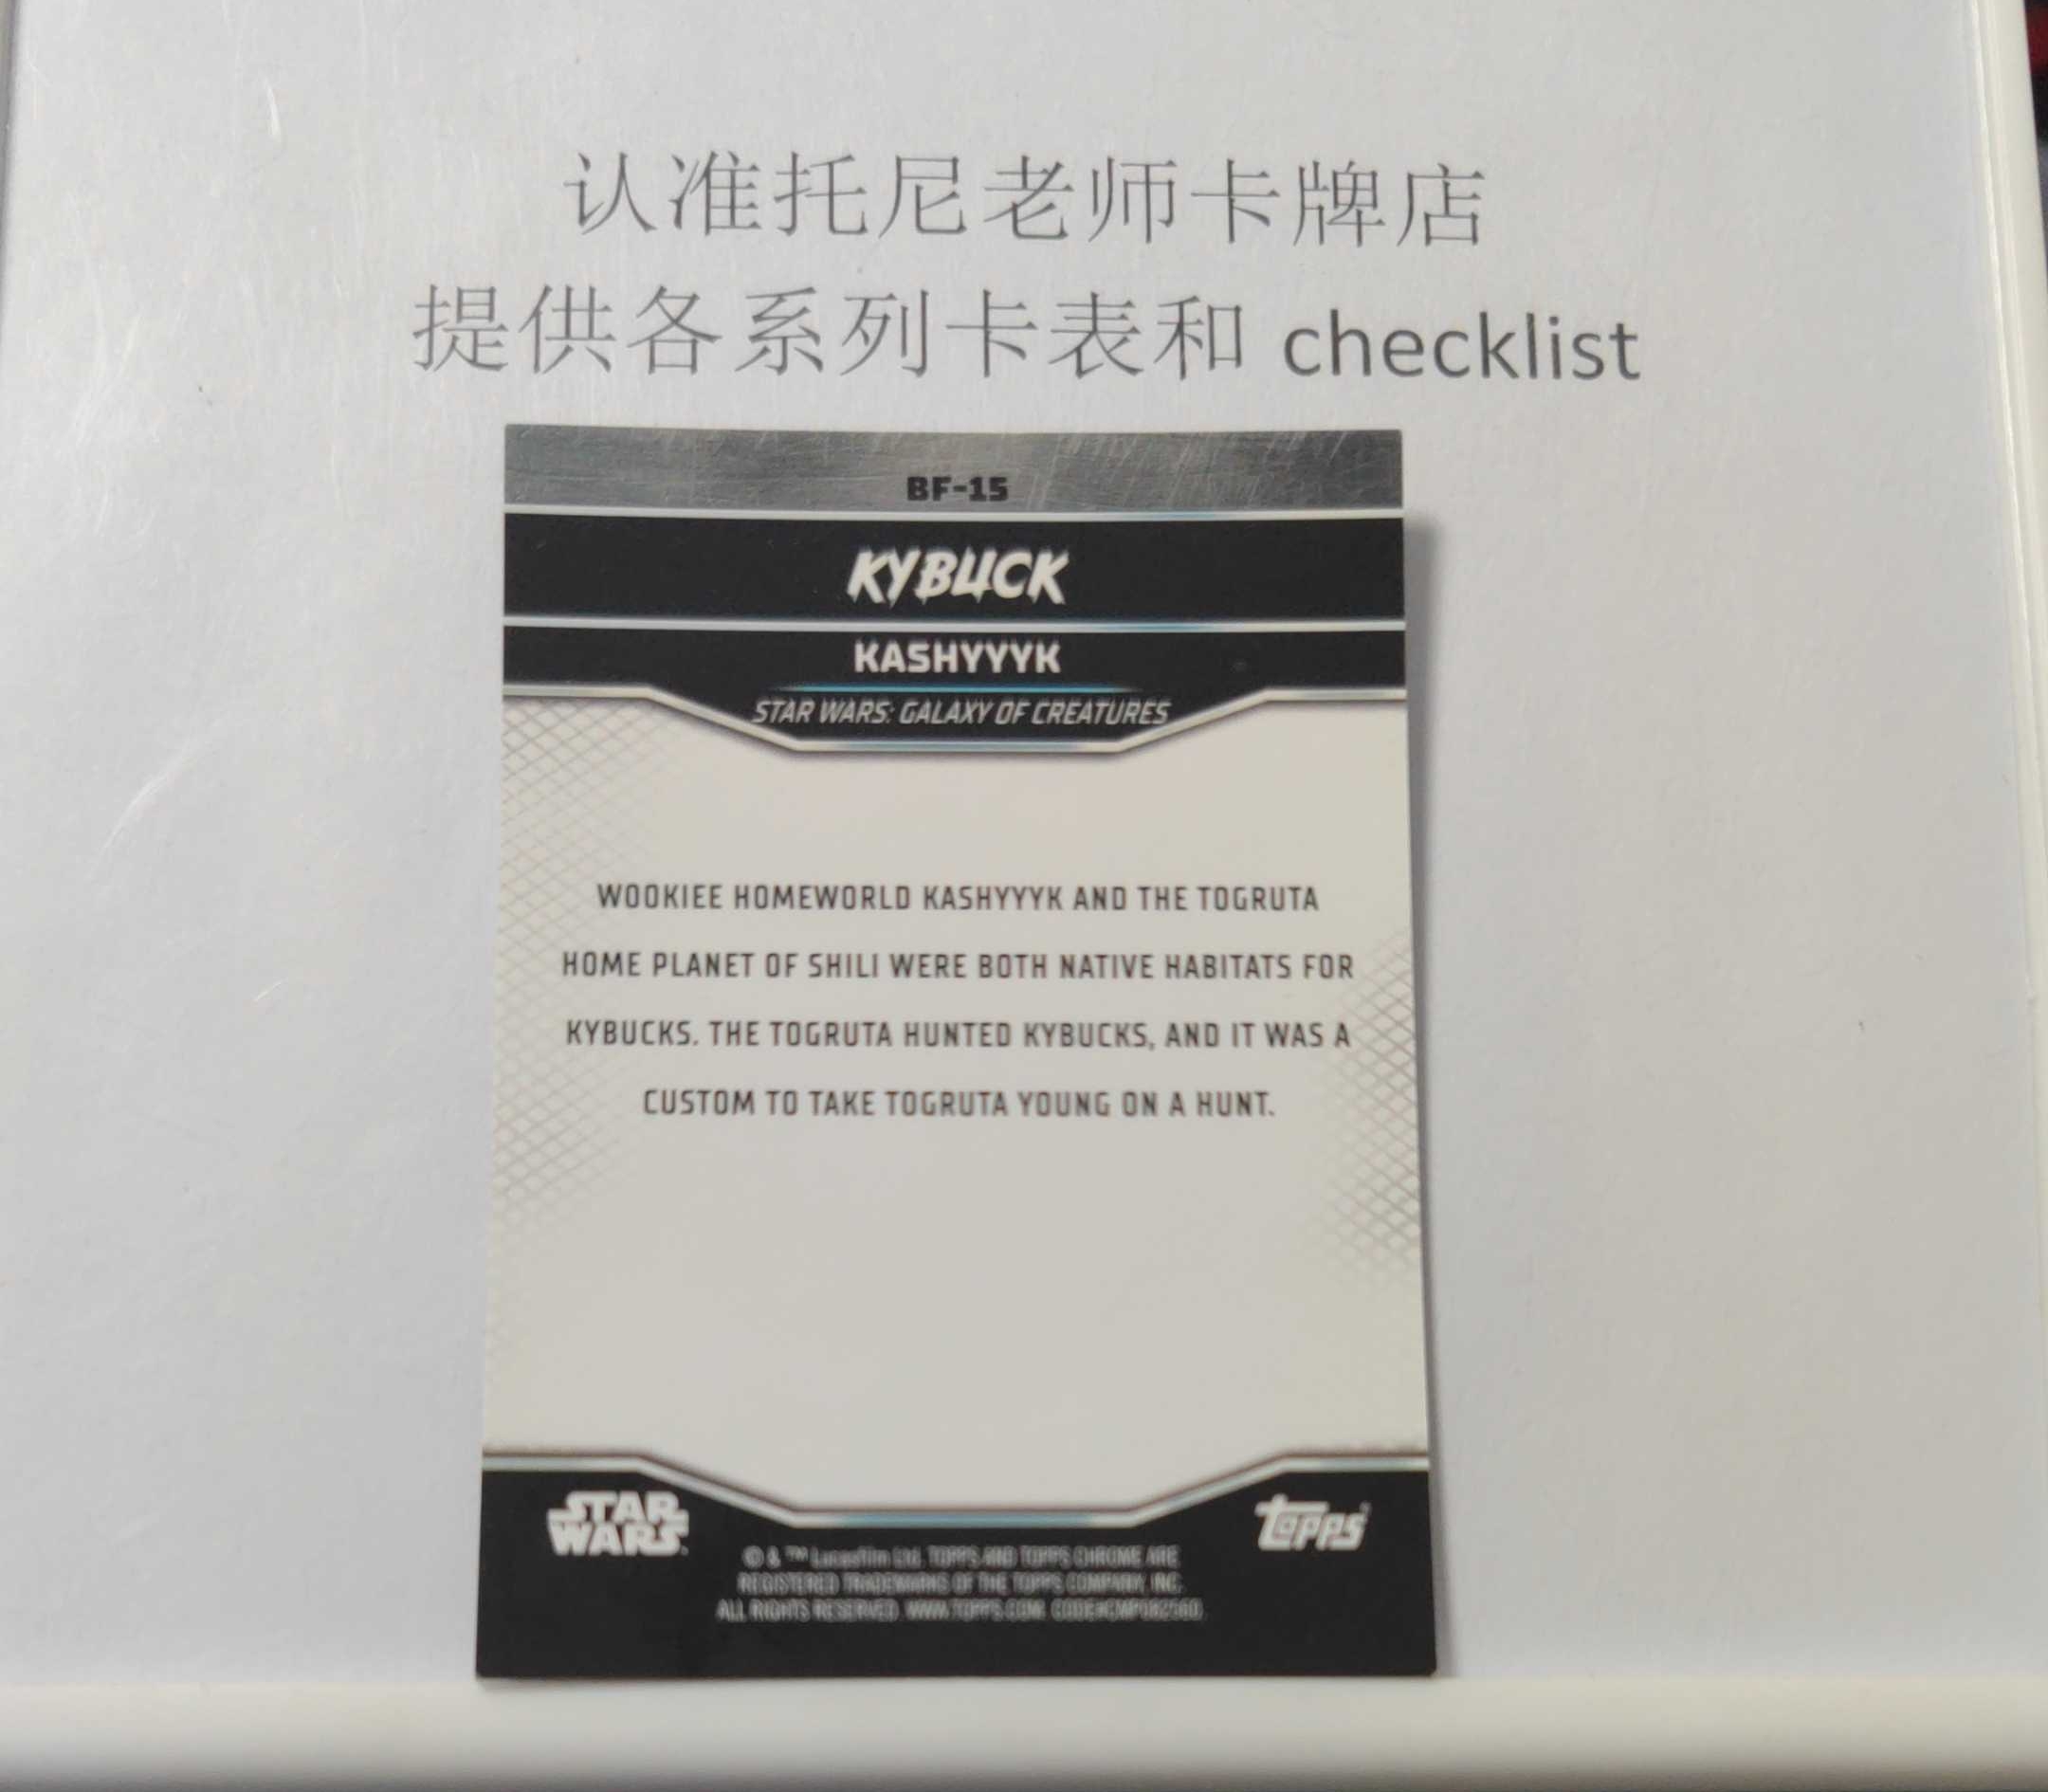 认准托尼老师卡牌店
提供各系列卡表和 checklist
BF-15
KYBUCK
KASHYYYK
STAR WARS: GALAXY OF CREATURES
WOOKIEE HOMEWORLD KASHYYYK AND THE TOGRUTA
HOME PLANET OF SHILI WERE BOTH NATIVE HABITATS FOR
KYBUCKS. THE TOGRUTA HUNTED KYBUCKS, AND IT WAS A
CUSTOM TO TAKE TOGRUTA YOUNG ON A HUNT.
STAR
WARS
topps
© & ™ Lucasfilm Ltd. TOPPS AND TOPPS CHROME ARE
REGISTERED TRADEMARKS OF THE TOPPS COMPANY, INC.
ALL RIGHTS RESERVED. WWW.TOPPS.COM.